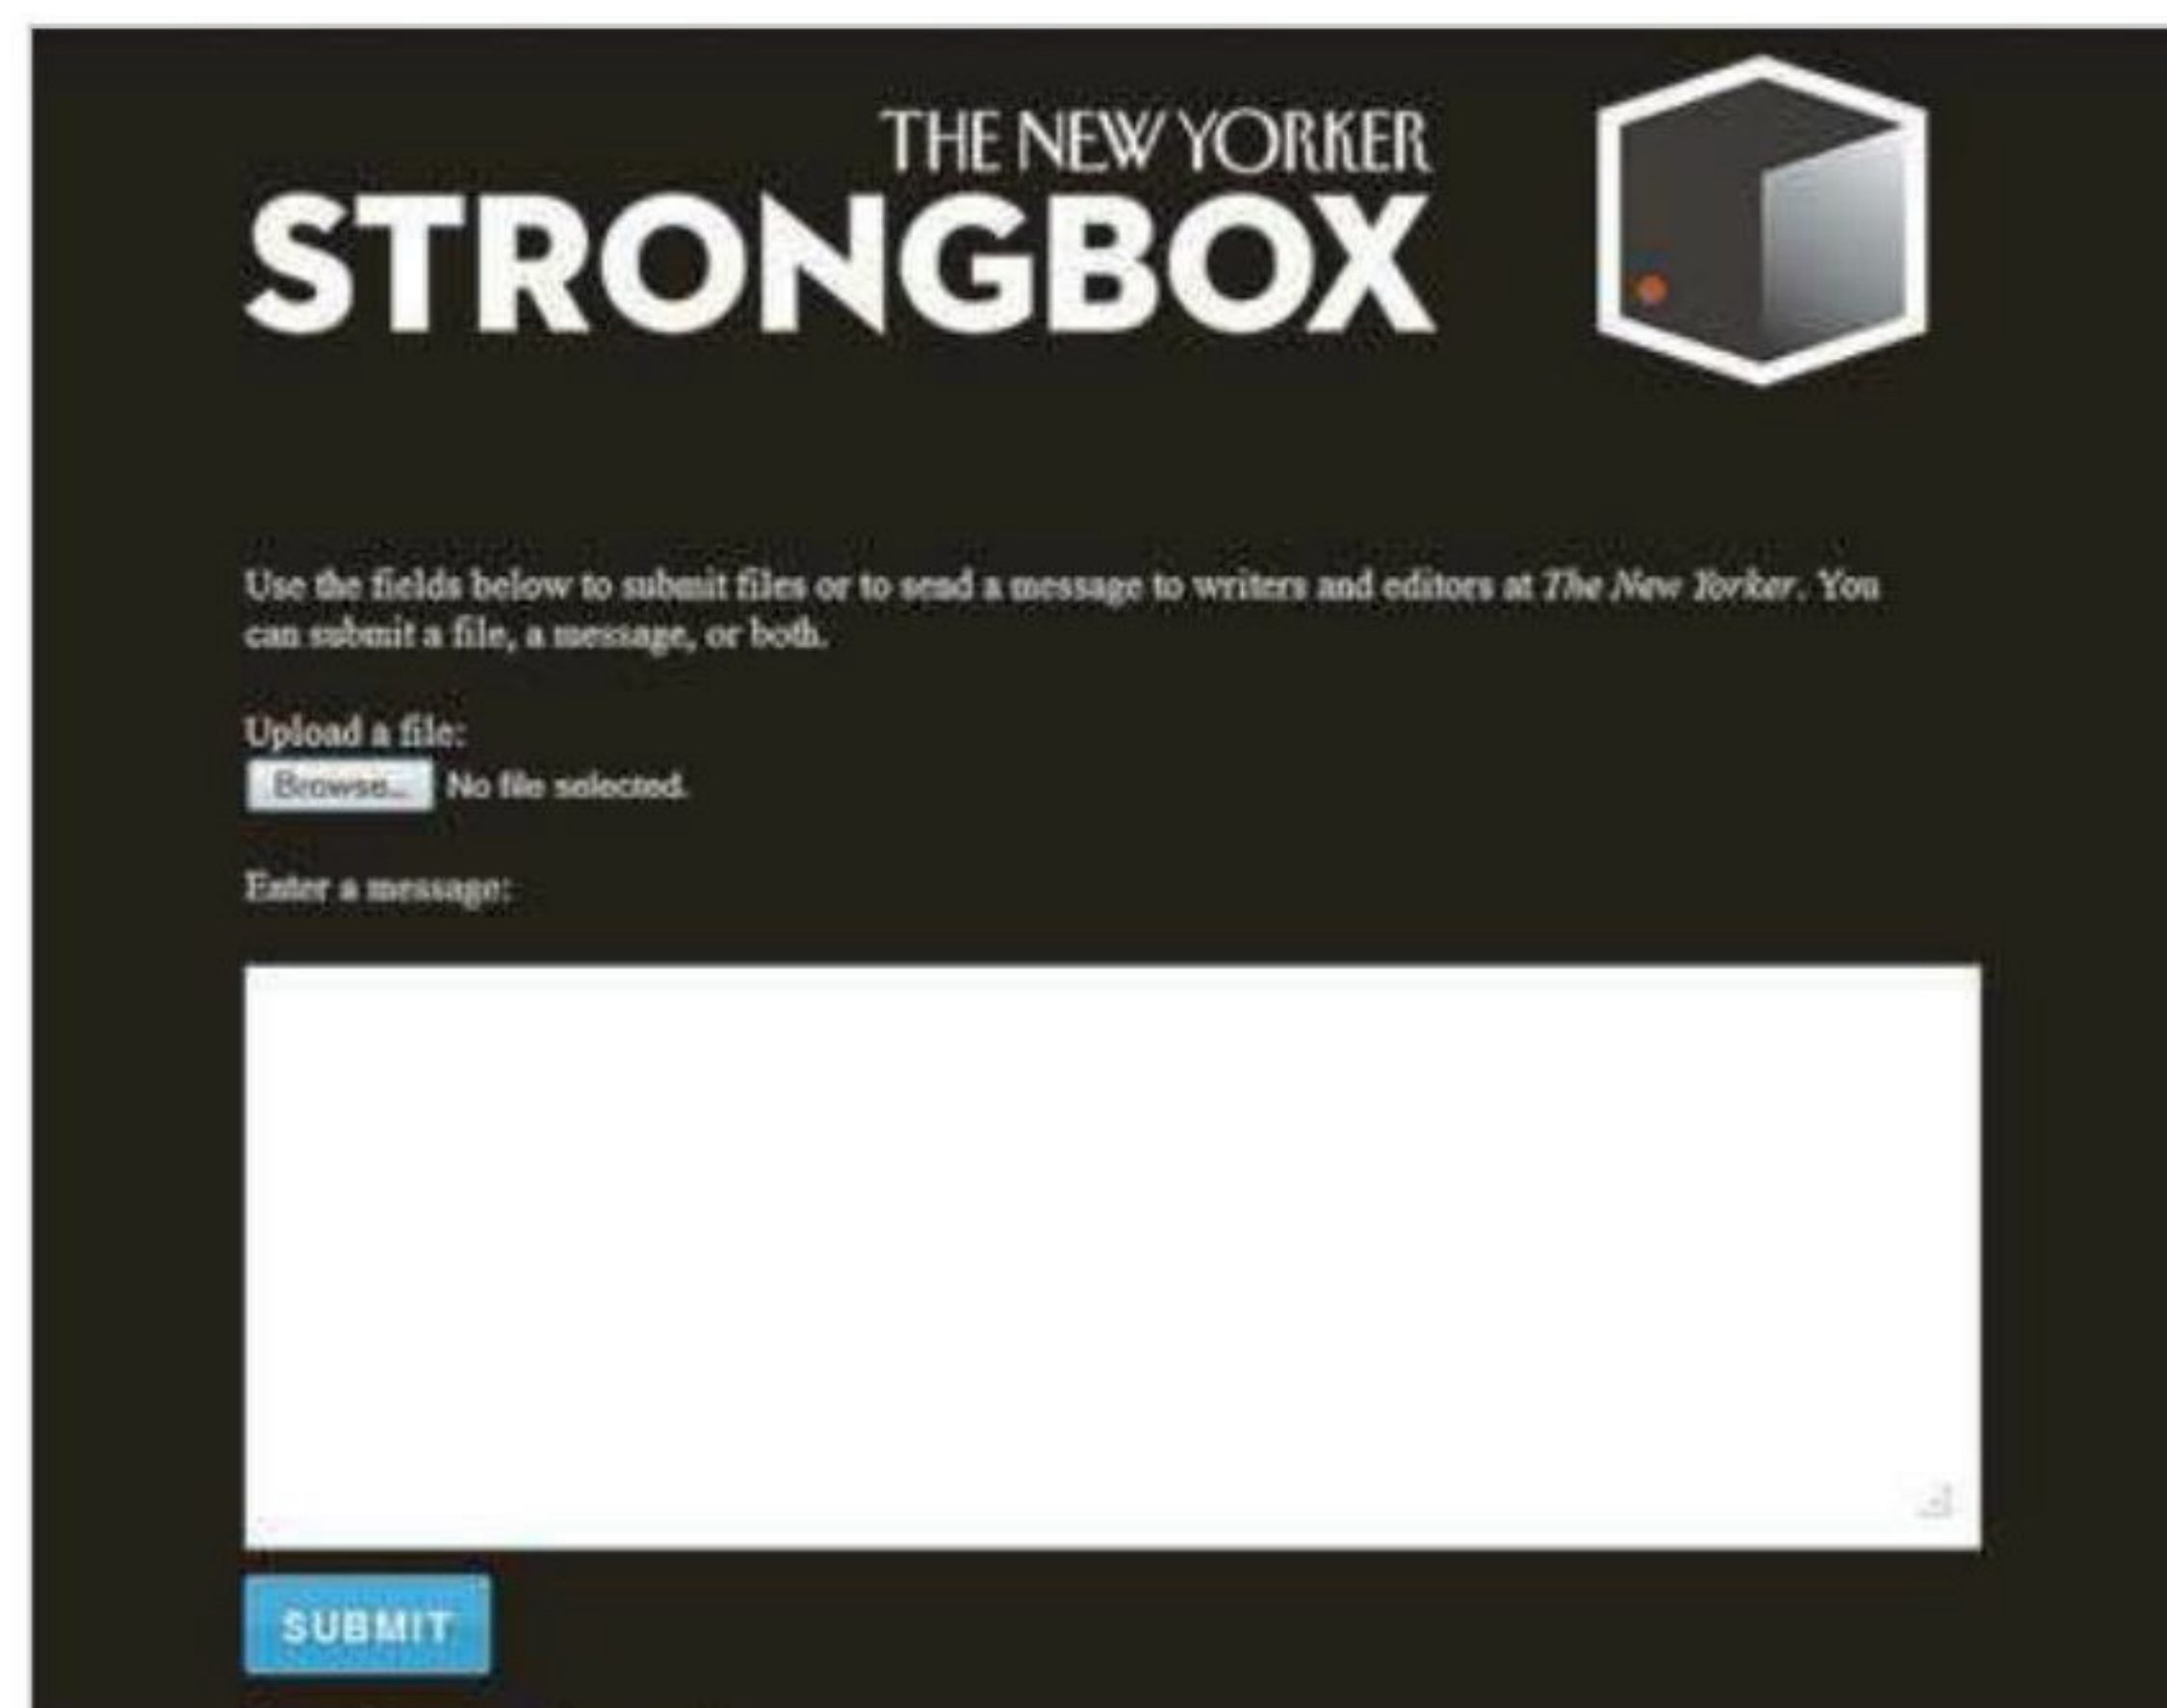 THE NEW YORKER
STRONGBOX
Use the fields below to submit files or to send a message to writers and editors at The New Yorker. You
can submit a file, a message, or both.
Upload a file:
Browse... No file selected.
Enter a message:
SUBMIT